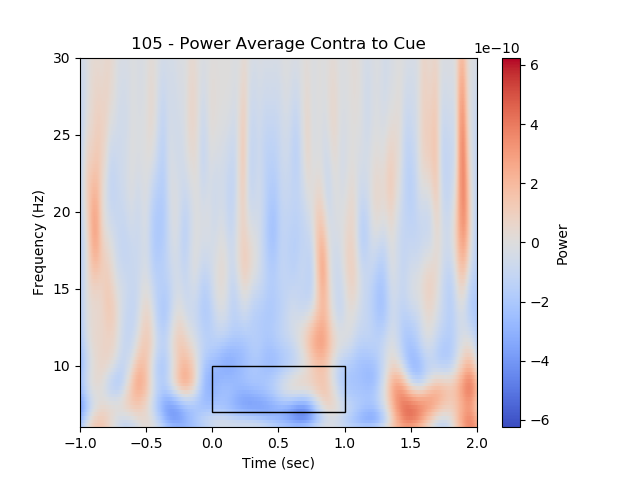 105 - Power Average Contra to Cue
1e−10
30
25
20
15
10
Frequency (Hz)
−1.0 −0.5 0.0 0.5 1.0 1.5 2.0
Time (sec)
6
4
2
0
−2
−4
−6
Power